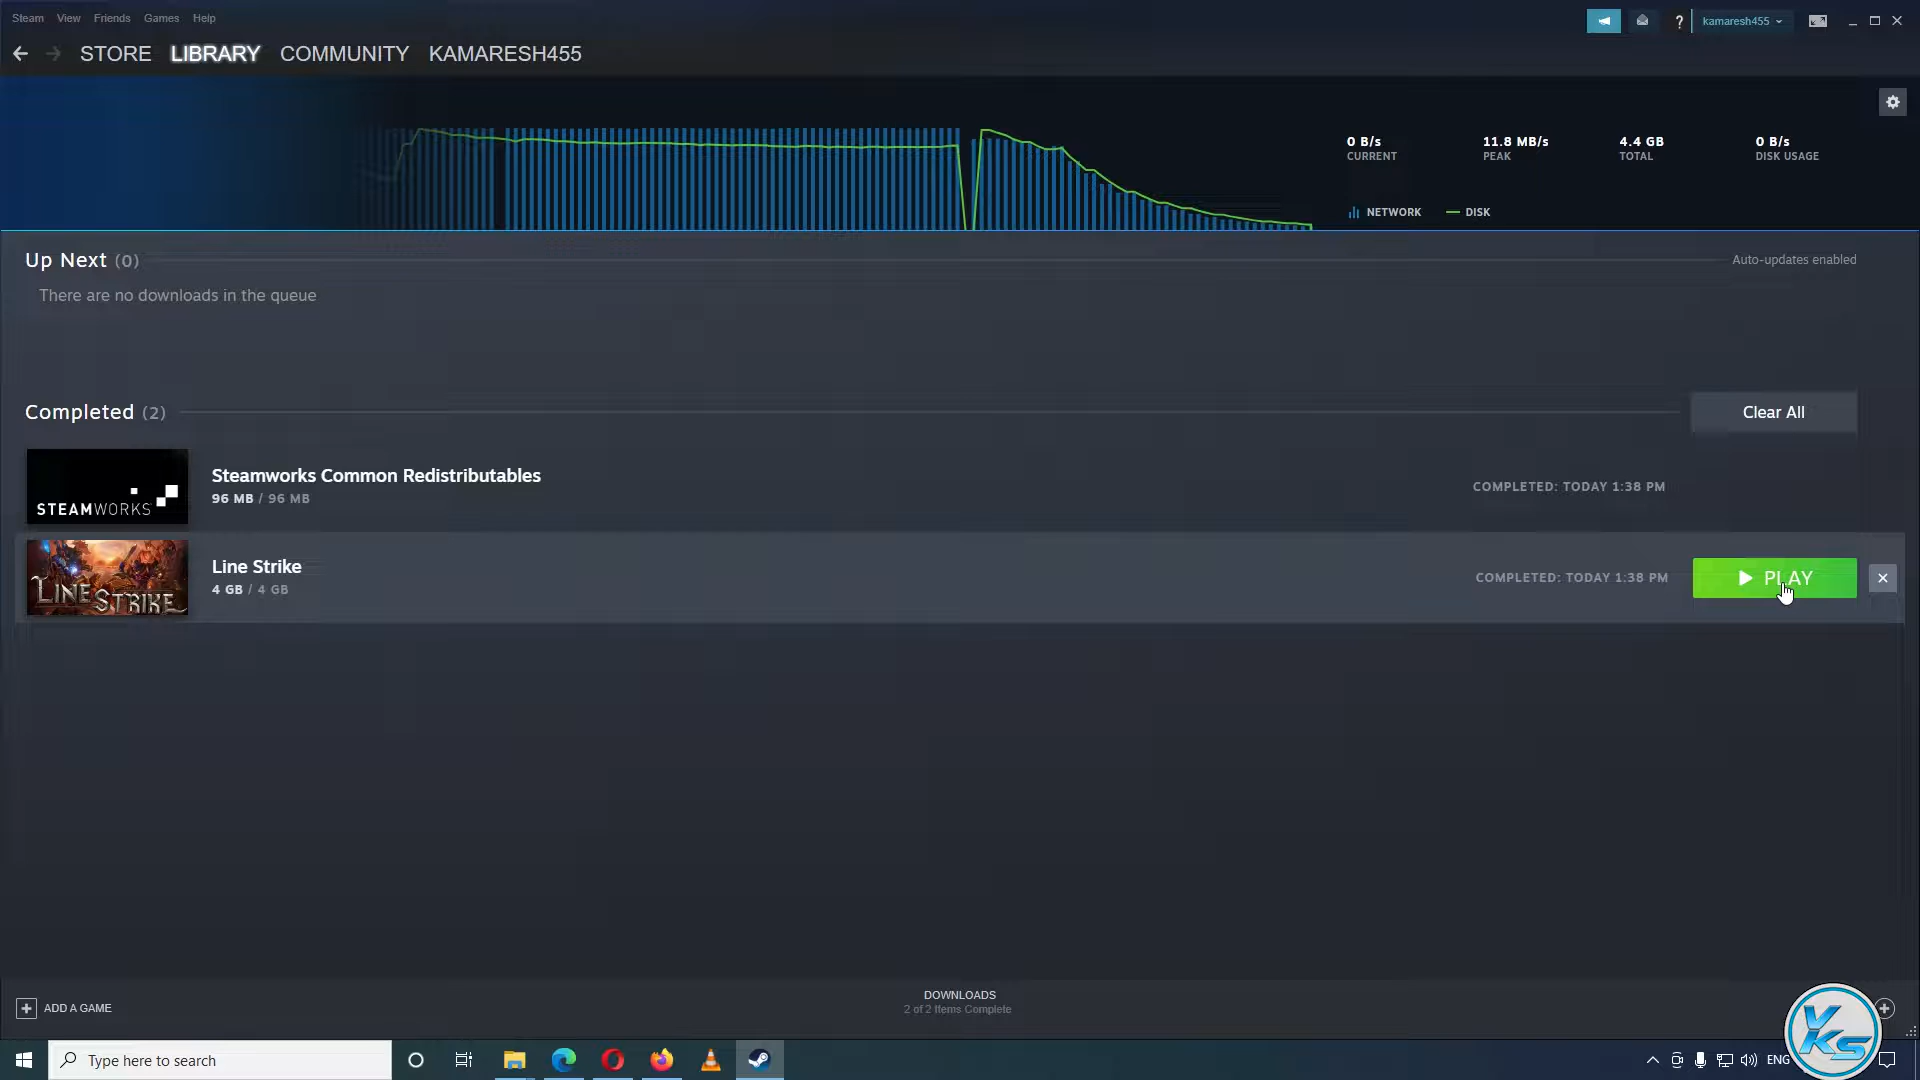 Steam View Friends Games Help
kamaresh455
STORE LIBRARY COMMUNITY KAMARESH455
0 B/s 11.8 MB/s 4.4 GB 0 B/s
CURRENT PEAK TOTAL DISK USAGE
NETWORK DISK
Up Next (0)
Auto-updates enabled
There are no downloads in the queue
Completed (2)
Clear All
STEAMWORKS
Steamworks Common Redistributables
96 MB / 96 MB
COMPLETED: TODAY 1:38 PM
LINE STRIKE
Line Strike
4 GB / 4 GB
COMPLETED: TODAY 1:38 PM
PLAY
DOWNLOADS
2 of 2 Items Complete
ADD A GAME
Type here to search
ENG
VKS